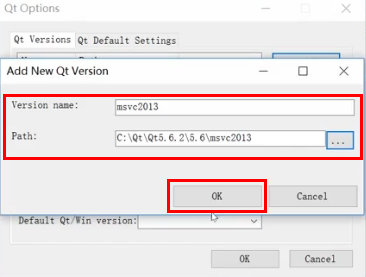 Qt Options
Qt Versions Qt Default Settings
Add New Qt Version
Version name: msvc2013
Path: C:\Qt\Qt5.6.2\5.6\msvc2013 ...
OK Cancel
Default Qt/Win version:
OK Cancel